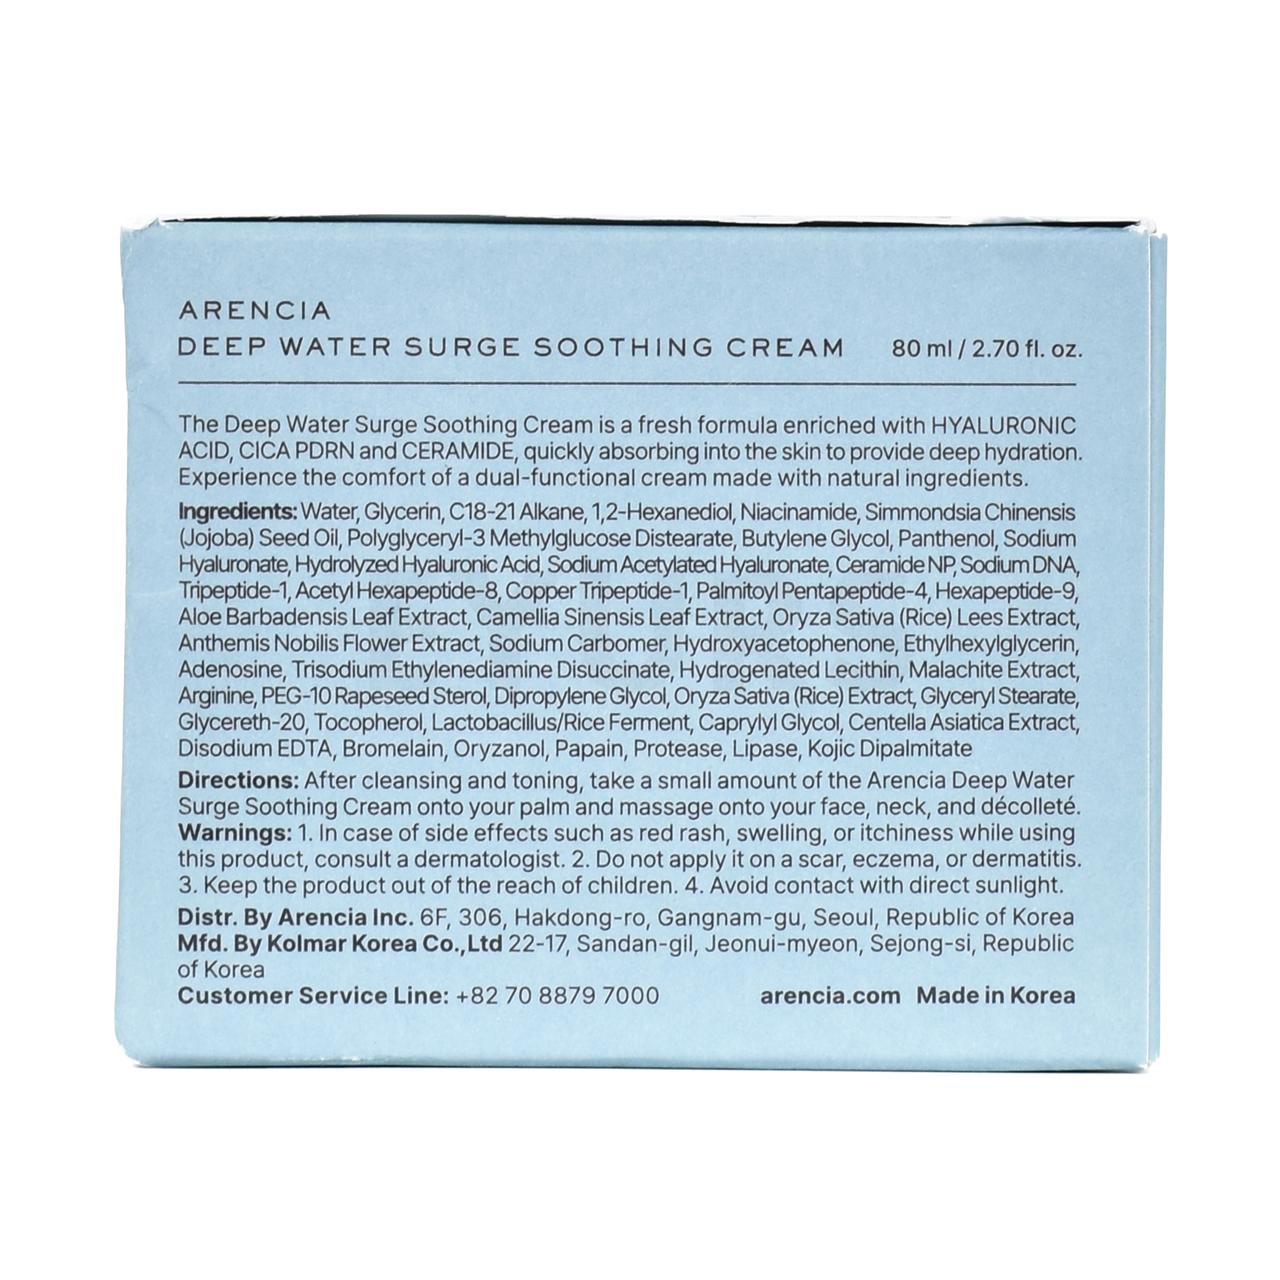 ARENCIA
DEEP WATER SURGE SOOTHING CREAM 80 ml / 2.70 fl. oz.
The Deep Water Surge Soothing Cream is a fresh formula enriched with HYALURONIC
ACID, CICA PDRN and CERAMIDE, quickly absorbing into the skin to provide deep hydration.
Experience the comfort of a dual-functional cream made with natural ingredients.
Ingredients: Water, Glycerin, C18-21 Alkane, 1,2-Hexanediol, Niacinamide, Simmondsia Chinensis
(Jojoba) Seed Oil, Polyglyceryl-3 Methylglucose Distearate, Butylene Glycol, Panthenol, Sodium
Hyaluronate, Hydrolyzed Hyaluronic Acid, Sodium Acetylated Hyaluronate, Ceramide NP, Sodium DNA,
Tripeptide-1, Acetyl Hexapeptide-8, Copper Tripeptide-1, Palmitoyl Pentapeptide-4, Hexapeptide-9,
Aloe Barbadensis Leaf Extract, Camellia Sinensis Leaf Extract, Oryza Sativa (Rice) Lees Extract,
Anthemis Nobilis Flower Extract, Sodium Carbomer, Hydroxyacetophenone, Ethylhexylglycerin,
Adenosine, Trisodium Ethylenediamine Disuccinate, Hydrogenated Lecithin, Malachite Extract,
Arginine, PEG-10 Rapeseed Sterol, Dipropylene Glycol, Oryza Sativa (Rice) Extract, Glyceryl Stearate,
Glycereth-20, Tocopherol, Lactobacillus/Rice Ferment, Caprylyl Glycol, Centella Asiatica Extract,
Disodium EDTA, Bromelain, Oryzanol, Papain, Protease, Lipase, Kojic Dipalmitate
Directions: After cleansing and toning, take a small amount of the Arencia Deep Water
Surge Soothing Cream onto your palm and massage onto your face, neck, and décolleté.
Warnings: 1. In case of side effects such as red rash, swelling, or itchiness while using
this product, consult a dermatologist. 2. Do not apply it on a scar, eczema, or dermatitis.
3. Keep the product out of the reach of children. 4. Avoid contact with direct sunlight.
Distr. By Arencia Inc. 6F, 306, Hakdong-ro, Gangnam-gu, Seoul, Republic of Korea
Mfd. By Kolmar Korea Co.,Ltd 22-17, Sandan-gil, Jeonui-myeon, Sejong-si, Republic
of Korea
Customer Service Line: +82 70 8879 7000 arencia.com Made in Korea